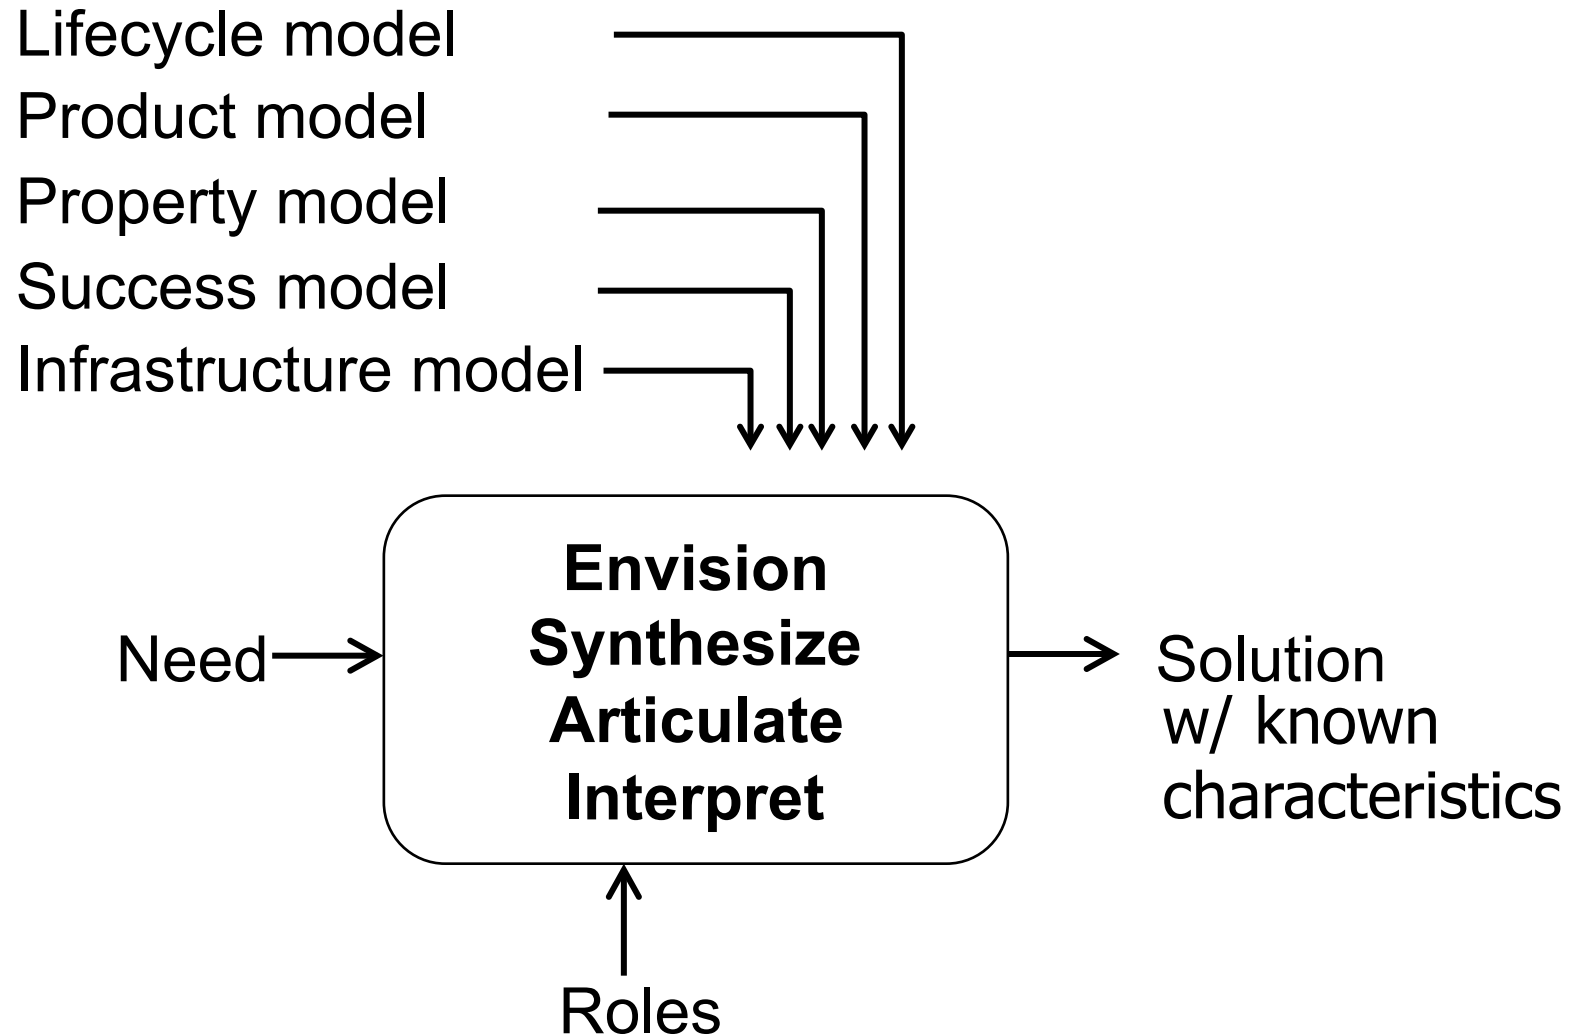 Lifecycle model
Product model
Property model
Success model
Infrastructure model
Envision
Synthesize
Articulate
Interpret
Need
Solution
w/ known
characteristics
Roles